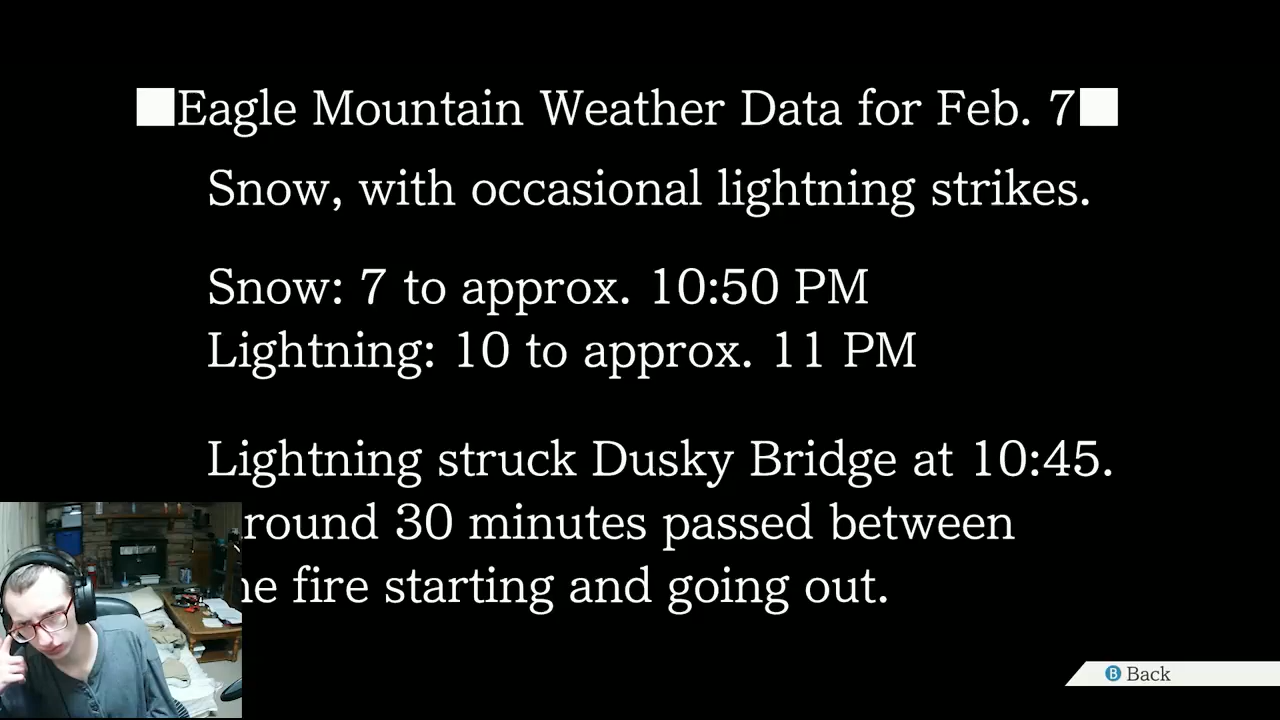 Eagle Mountain Weather Data for Feb. 7
Snow, with occasional lightning strikes.
Snow: 7 to approx. 10:50 PM
Lightning: 10 to approx. 11 PM
Lightning struck Dusky Bridge at 10:45.
30 minutes passed between
fire starting and going out.
B Back